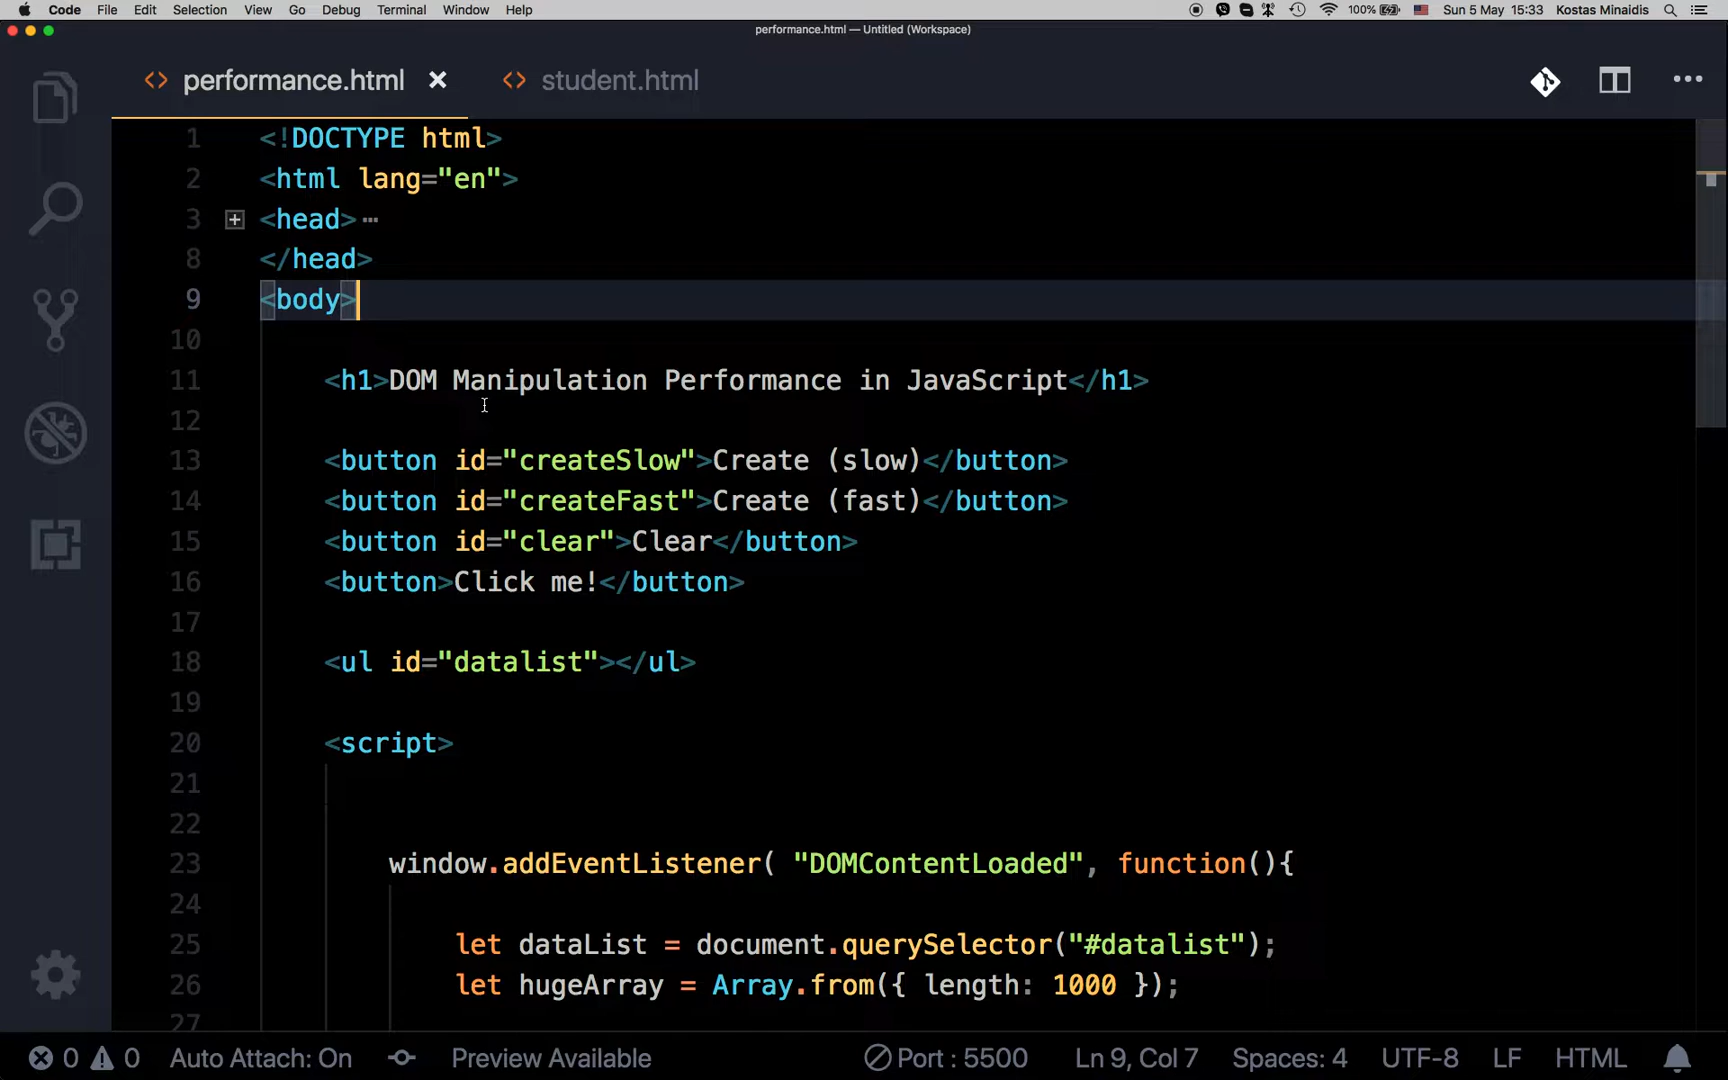 Code File Edit Selection View Go Debug Terminal Window Help 100% Sun 5 May 15:33 Kostas Minaidis
performance.html — Untitled (Workspace)
<> performance.html × <> student.html •••
1 <!DOCTYPE html>
2 <html lang="en">
3 <head>⋯
8 </head>
9 <body>
10
11 <h1>DOM Manipulation Performance in JavaScript</h1>
12
13 <button id="createSlow">Create (slow)</button>
14 <button id="createFast">Create (fast)</button>
15 <button id="clear">Clear</button>
16 <button>Click me!</button>
17
18 <ul id="datalist"></ul>
19
20 <script>
21
22
23 window.addEventListener( "DOMContentLoaded", function(){
24
25 let dataList = document.querySelector("#datalist");
26 let hugeArray = Array.from({ length: 1000 });
27
0 0 Auto Attach: On Preview Available Port : 5500 Ln 9, Col 7 Spaces: 4 UTF-8 LF HTML